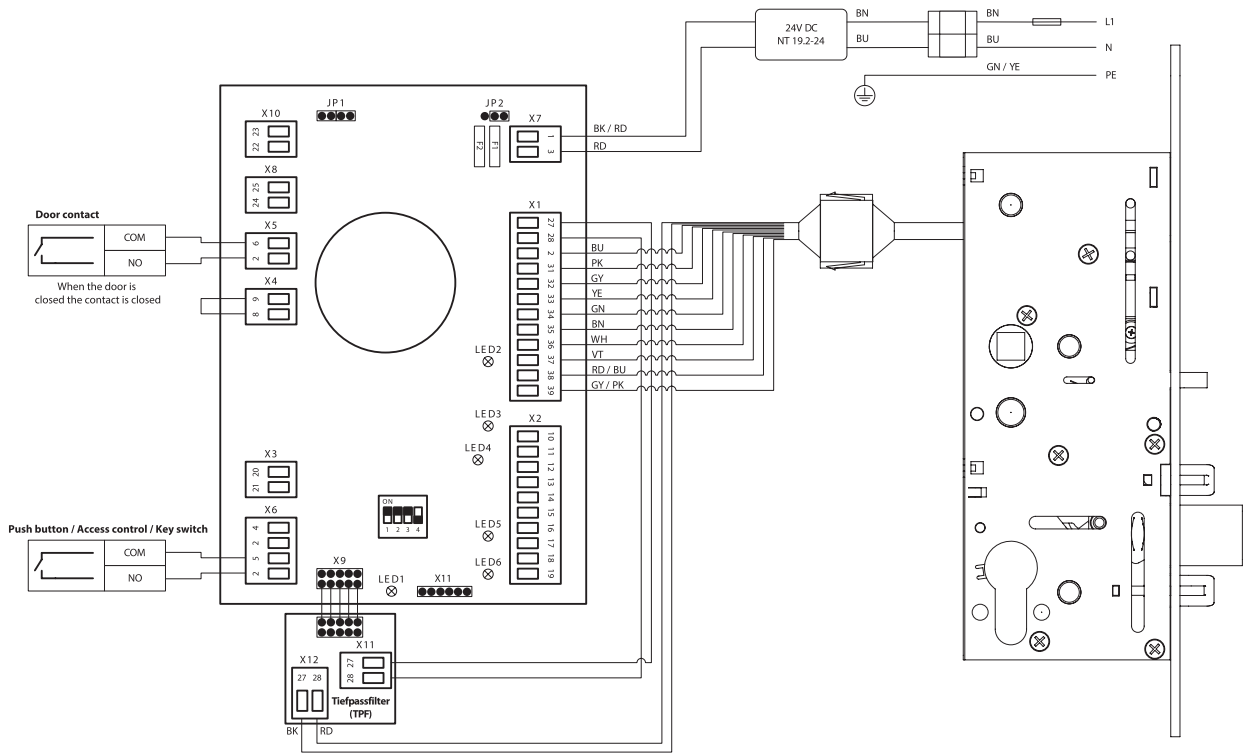 BN
BN
L1
24V DC
NT 19.2-24
BU
BU
N
GN / YE
PE
JP1
JP2
X10
X7
23
22
F2
F1
1
3
BK / RD
RD
X8
25
24
X1
Door contact
COM
NO
X5
6
2
When the door is
closed the contact is closed
X4
9
8
27
28
2
31
32
33
34
35
36
37
38
39
BU
PK
GY
YE
GN
BN
WH
VT
RD / BU
GY / PK
LED2
LED3
X2
LED4
10
11
12
13
14
15
16
17
18
19
X3
20
21
ON
1 2 3 4
Push button / Access control / Key switch
COM
NO
X6
4
2
5
2
LED5
LED6
X9
LED1
X11
X11
27
28
X12
27 28
Tiefpassfilter
(TPF)
BK
RD